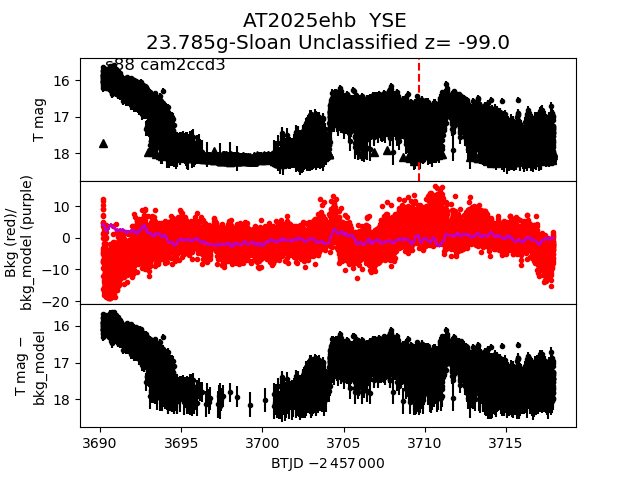 AT2025ehb  YSE
23.785g-Sloan Unclassified z= -99.0
s88 cam2ccd3
T mag
16
17
18
Bkg (red)/
bkg_model (purple)
10
0
−10
−20
T mag −
bkg_model
16
17
18
3690
3695
3700
3705
3710
3715
BTJD −2 457 000